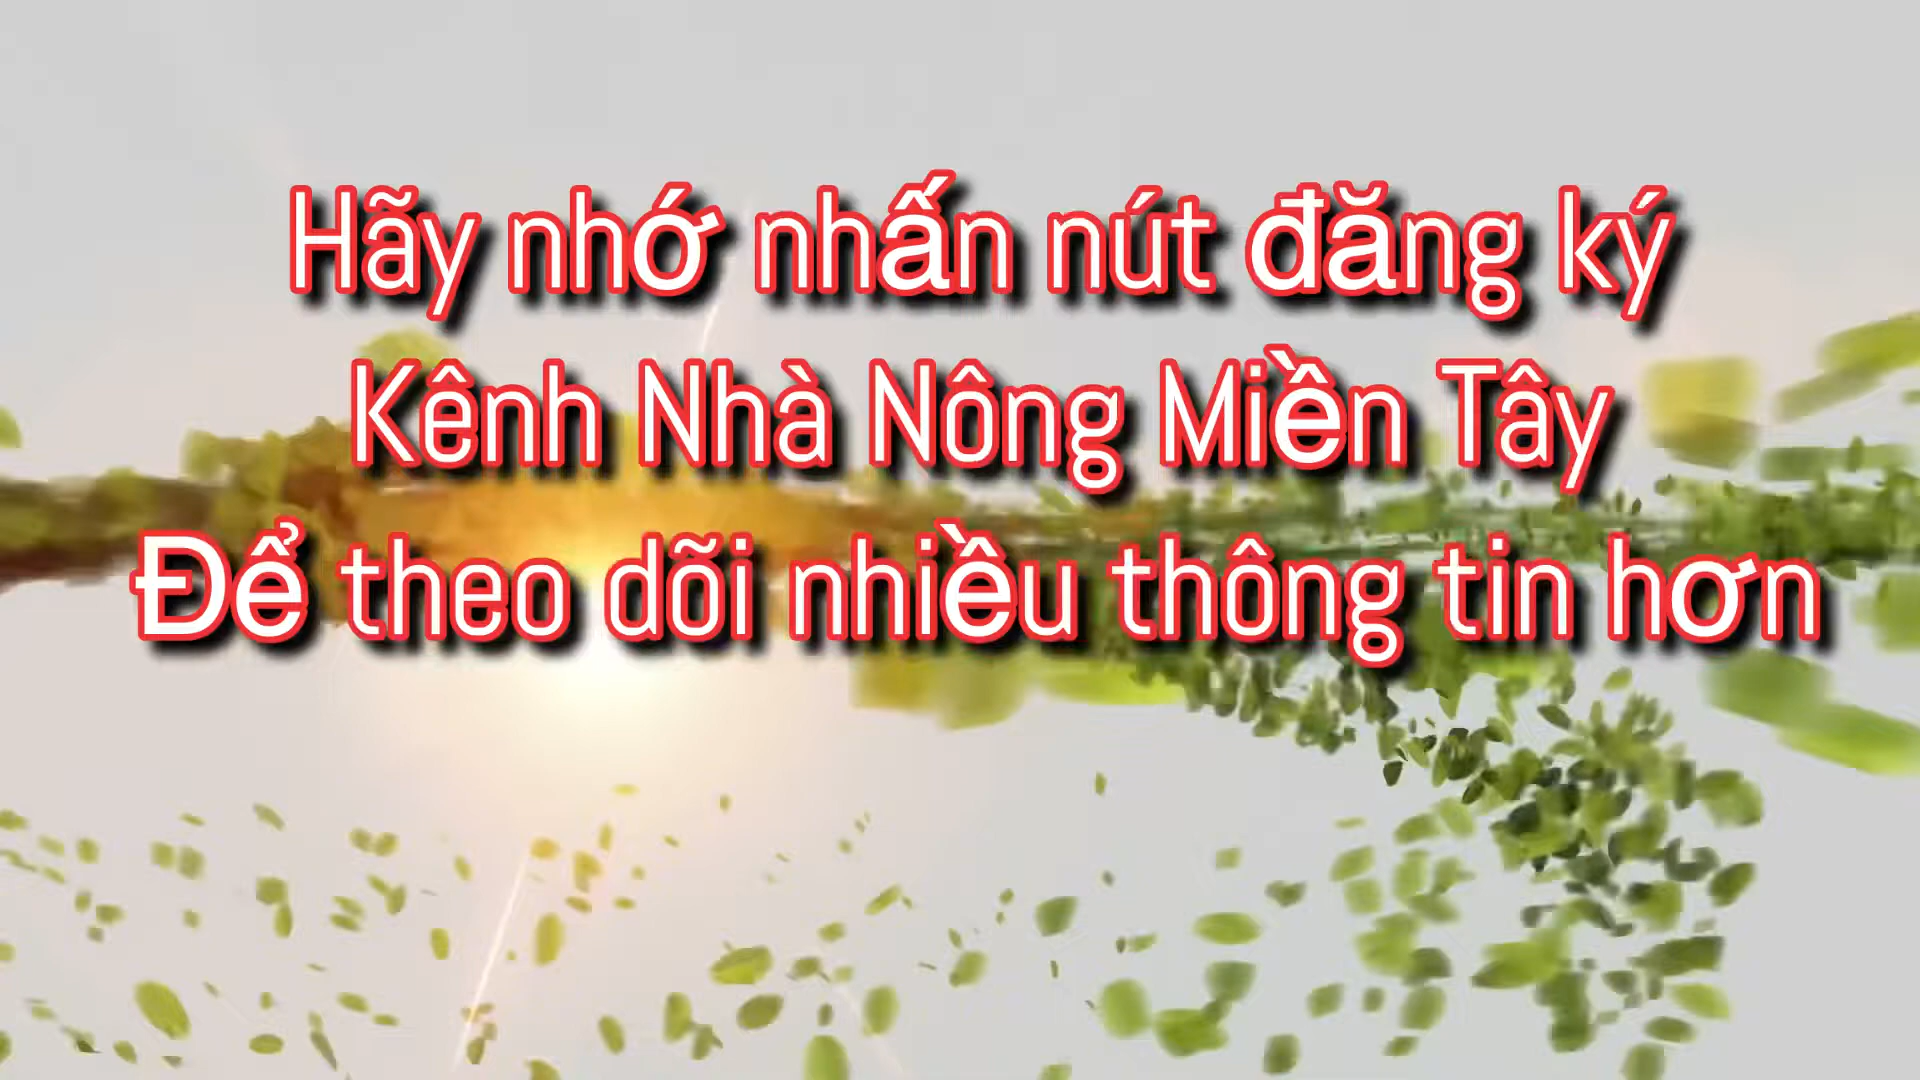 Hãy nhớ nhấn nút đăng ký
Kênh Nhà Nông Miền Tây
Để theo dõi nhiều thông tin hơn